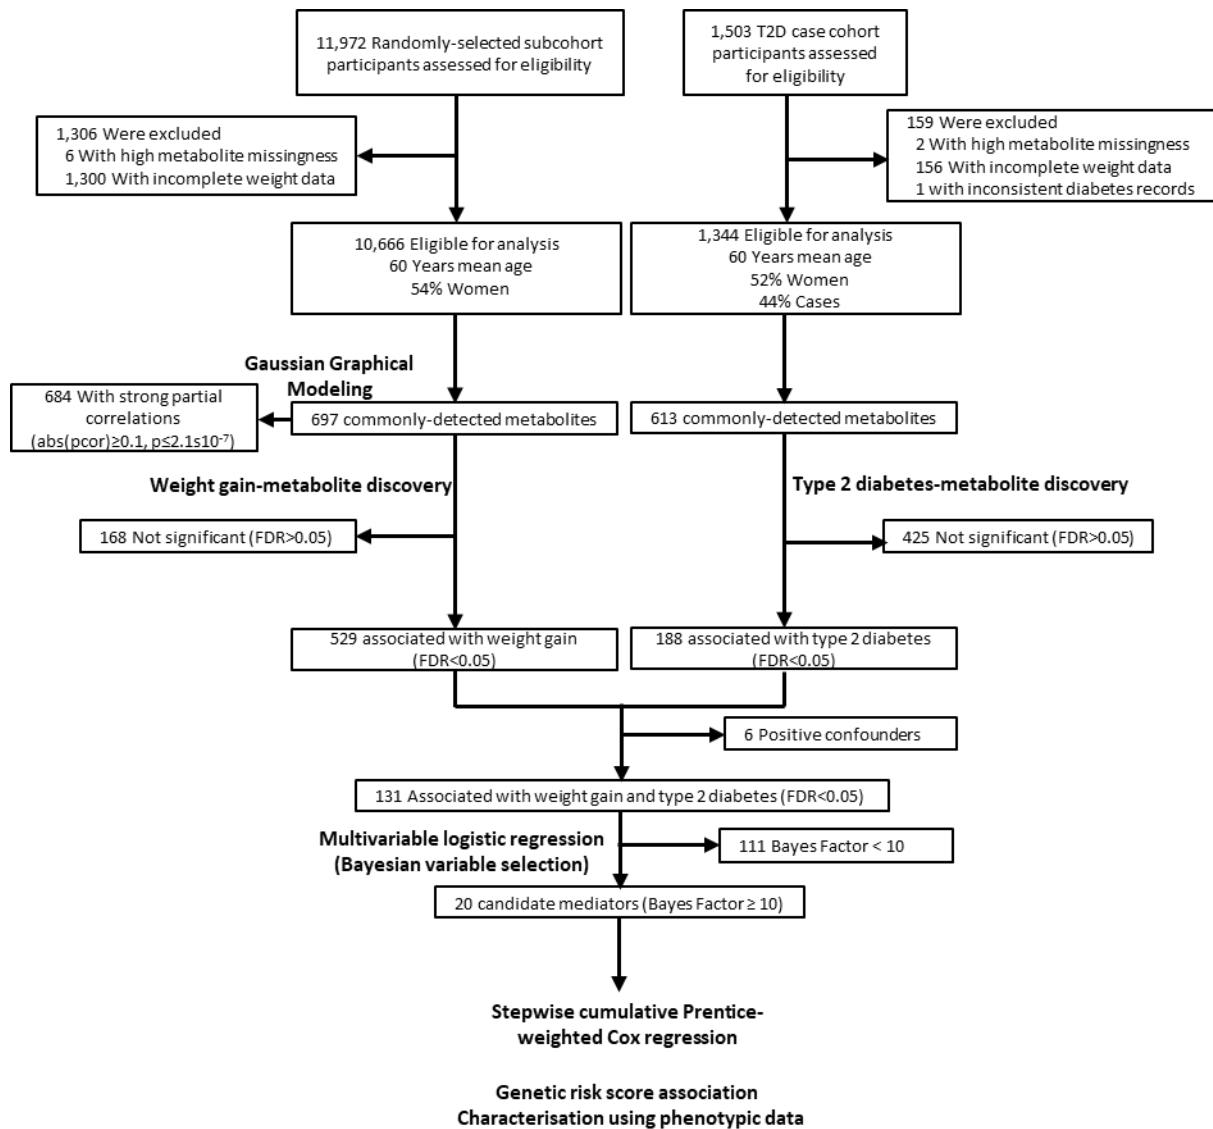 11,972 Randomly-selected subcohort
participants assessed for eligibility
1,503 T2D case cohort
participants assessed
for eligibility
1,306 Were excluded
6 With high metabolite missingness
1,300 With incomplete weight data
159 Were excluded
2 With high metabolite missingness
156 With incomplete weight data
1 with inconsistent diabetes records
10,666 Eligible for analysis
60 Years mean age
54% Women
1,344 Eligible for analysis
60 Years mean age
52% Women
44% Cases
Gaussian Graphical
Modeling
684 With strong partial
correlations
(abs(pcor)≥0.1, p≤2.1s10⁻⁷)
697 commonly-detected metabolites
613 commonly-detected metabolites
Weight gain-metabolite discovery
Type 2 diabetes-metabolite discovery
168 Not significant (FDR>0.05)
425 Not significant (FDR>0.05)
529 associated with weight gain
(FDR<0.05)
188 associated with type 2 diabetes
(FDR<0.05)
6 Positive confounders
131 Associated with weight gain and type 2 diabetes (FDR<0.05)
Multivariable logistic regression
(Bayesian variable selection)
111 Bayes Factor < 10
20 candidate mediators (Bayes Factor ≥ 10)
Stepwise cumulative Prentice-
weighted Cox regression
Genetic risk score association
Characterisation using phenotypic data